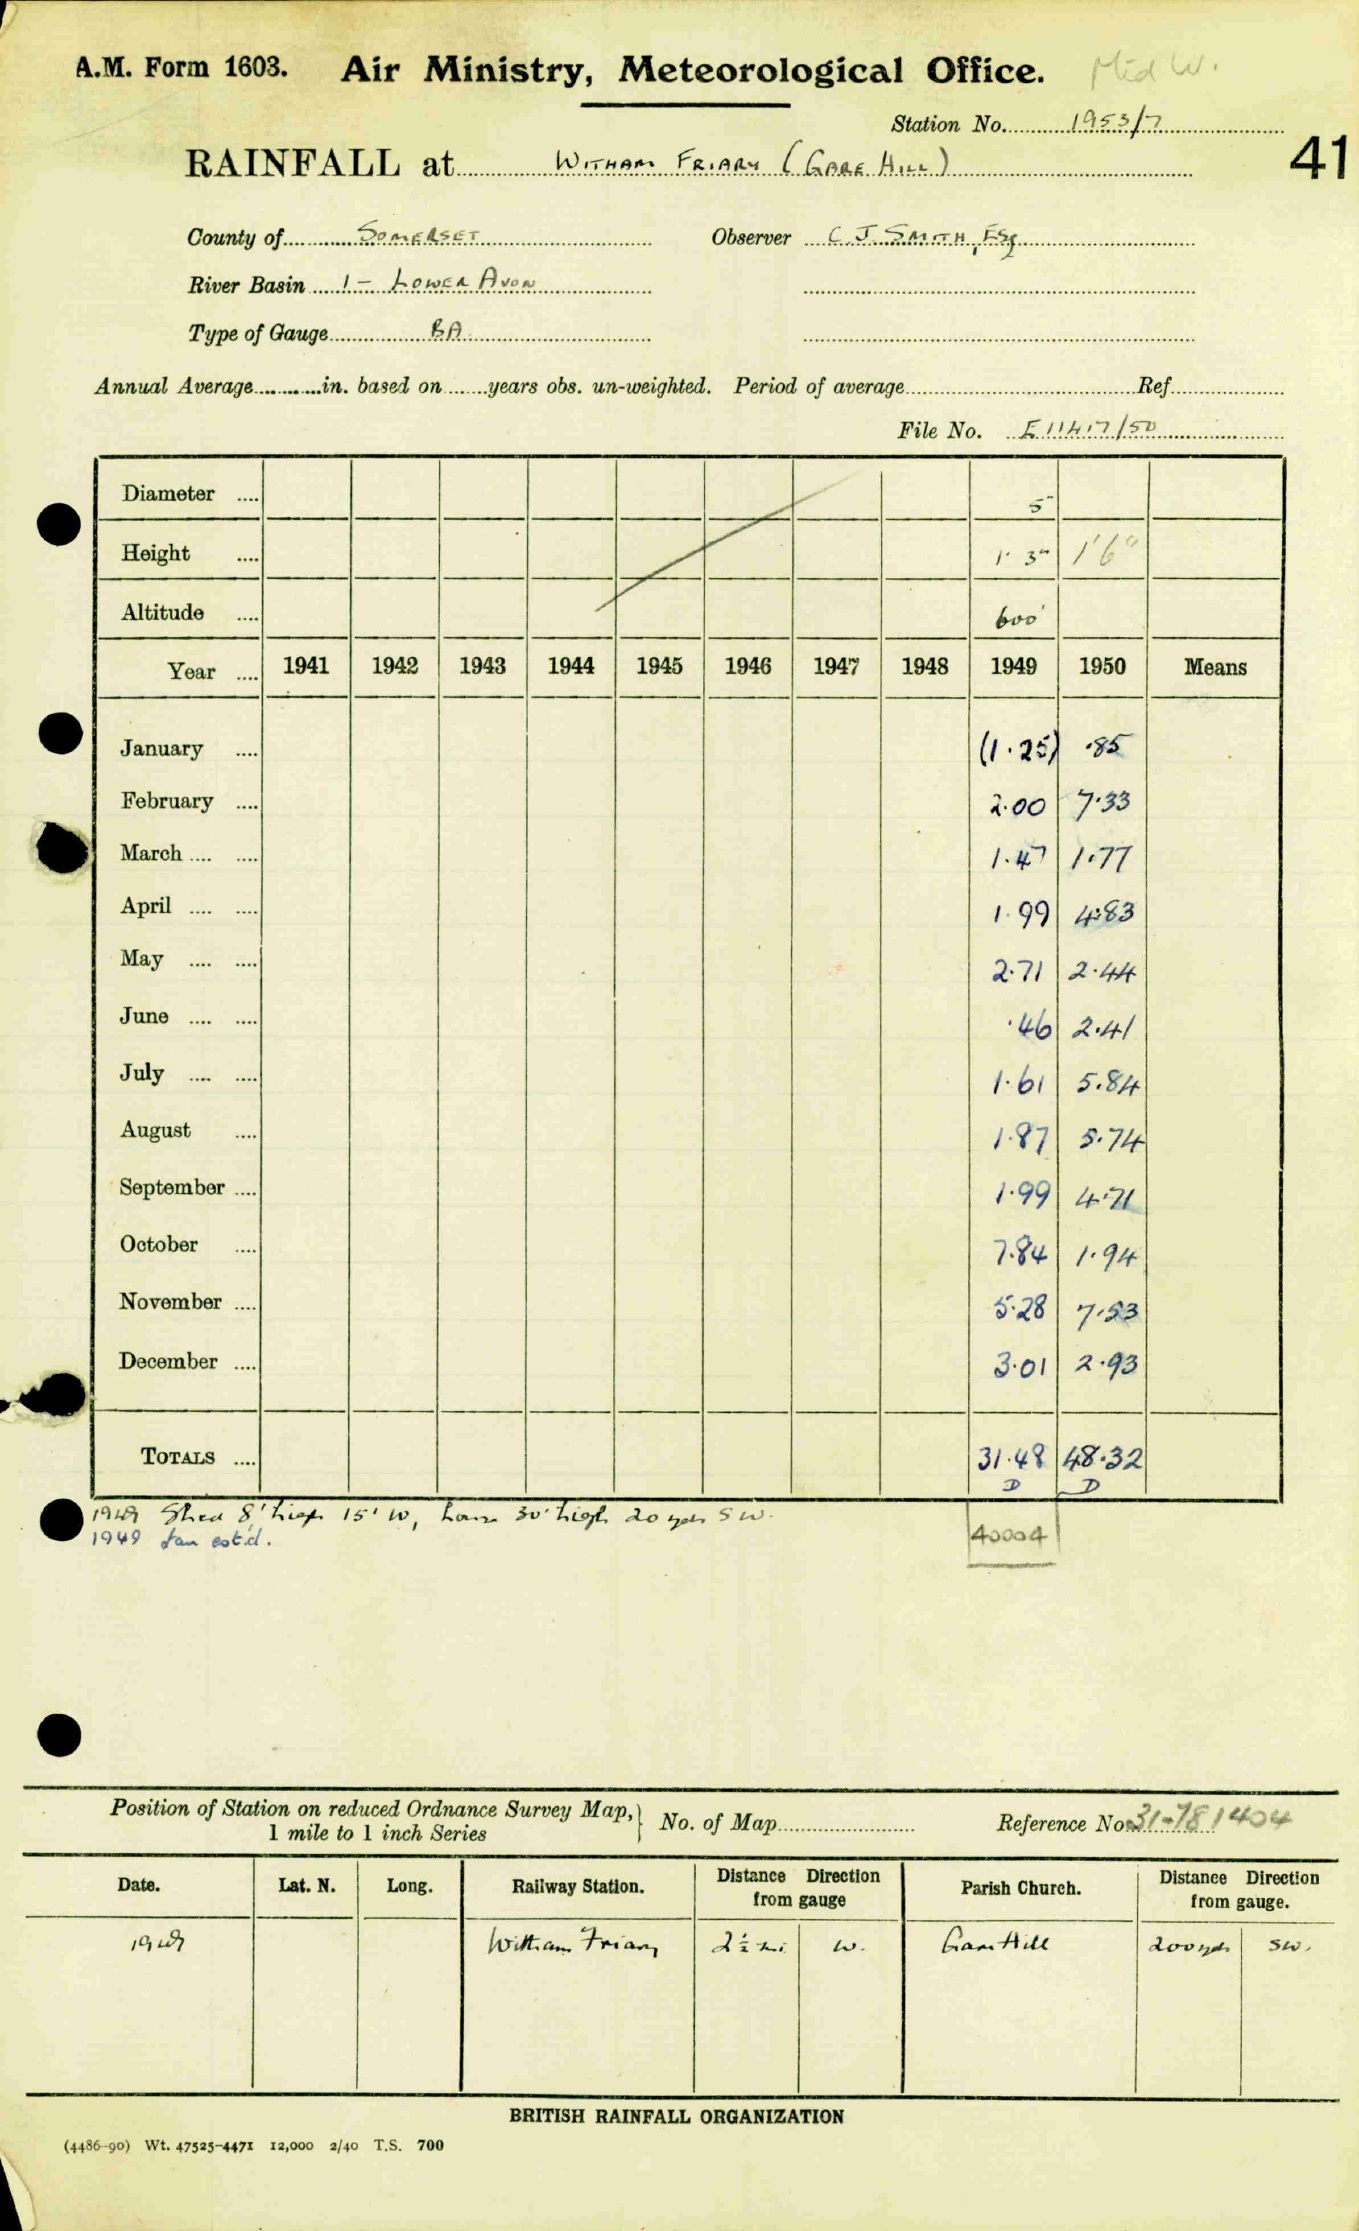 A.M. Form 1603. Air Ministry, Meteorological Office. Mid W.
Station No. 1953/7
RAINFALL at WITHAM FRIARY (GARE HILL) 41
County of SOMERSET Observer C. J. SMITH, ESQ
River Basin 1 - LOWER AVON
Type of Gauge BA
Annual Average in. based on years obs. un-weighted. Period of average Ref.
File No. E11417/50
Diameter .... 5"
Height .... 1' 3" 1'6"
Altitude .... 600'
Year .... 1941 1942 1943 1944 1945 1946 1947 1948 1949 1950 Means
January .... (1.25) .85
February .... 2.00 7.33
March .... .... 1.47 1.77
April .... .... 1.99 4.83
May .... .... 2.71 2.44
June .... .... .46 2.41
July .... .... 1.61 5.84
August .... 1.87 5.74
September .... 1.99 4.71
October .... 7.84 1.94
November .... 5.28 7.53
December .... 3.01 2.93
TOTALS .... 31.48 48.32
D D
1949 Shed 8' high 15' W, house 30' high 20 yds SW.
1949 Jan est'd. 40004
Position of Station on reduced Ordnance Survey Map,} No. of Map Reference No. 31-781404
1 mile to 1 inch Series
Date. Lat. N. Long. Railway Station. Distance Direction from gauge Parish Church. Distance Direction from gauge.
1949 Witham Friary 2½ mi. W. Gare Hill 200 yds SW.
BRITISH RAINFALL ORGANIZATION
(4486-90) Wt. 47525-4471 12,000 2/40 T.S. 700